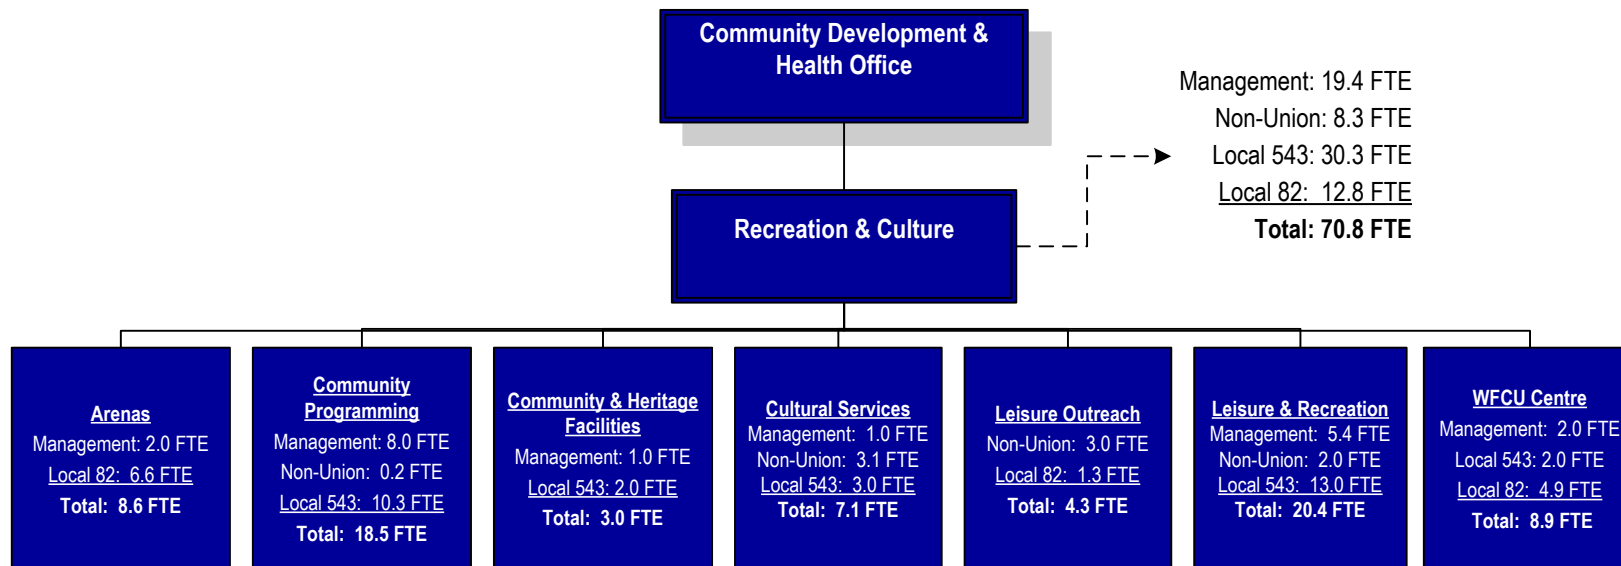 Community Development &
Health Office
Management: 19.4 FTE
Non-Union: 8.3 FTE
Local 543: 30.3 FTE
Local 82: 12.8 FTE
Total: 70.8 FTE
Recreation & Culture
Arenas
Management: 2.0 FTE
Local 82: 6.6 FTE
Total: 8.6 FTE
Community
Programming
Management: 8.0 FTE
Non-Union: 0.2 FTE
Local 543: 10.3 FTE
Total: 18.5 FTE
Community & Heritage
Facilities
Management: 1.0 FTE
Local 543: 2.0 FTE
Total: 3.0 FTE
Cultural Services
Management: 1.0 FTE
Non-Union: 3.1 FTE
Local 543: 3.0 FTE
Total: 7.1 FTE
Leisure Outreach
Non-Union: 3.0 FTE
Local 82: 1.3 FTE
Total: 4.3 FTE
Leisure & Recreation
Management: 5.4 FTE
Non-Union: 2.0 FTE
Local 543: 13.0 FTE
Total: 20.4 FTE
WFCU Centre
Management: 2.0 FTE
Local 543: 2.0 FTE
Local 82: 4.9 FTE
Total: 8.9 FTE